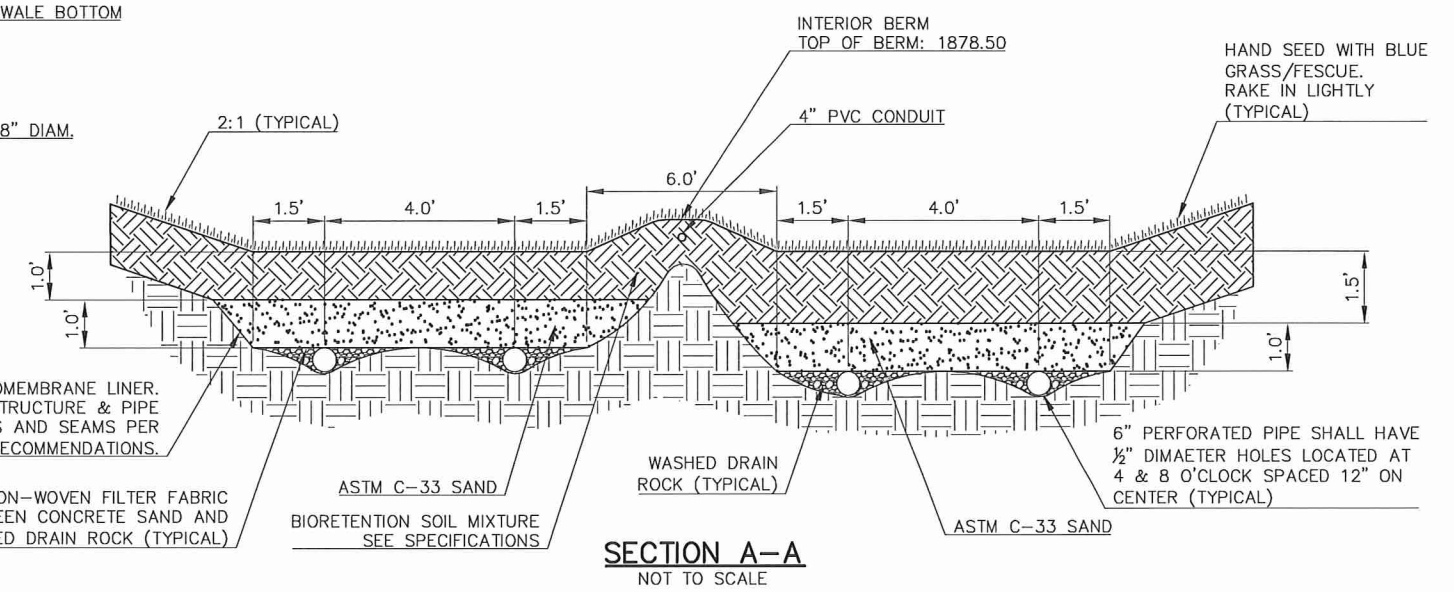 WALE BOTTOM
8" DIAM.
2:1 (TYPICAL)
INTERIOR BERM
TOP OF BERM: 1878.50
4" PVC CONDUIT
HAND SEED WITH BLUE
GRASS/FESCUE.
RAKE IN LIGHTLY
(TYPICAL)
6.0'
1.5'
4.0'
1.5'
1.5'
4.0'
1.5'
1.0'
1.0'
1.5'
1.0'
OMEMBRANE LINER.
TRUCTURE & PIPE
S AND SEAMS PER
ECOMMENDATIONS.
ON-WOVEN FILTER FABRIC
EEN CONCRETE SAND AND
ED DRAIN ROCK (TYPICAL)
ASTM C-33 SAND
BIORETENTION SOIL MIXTURE
SEE SPECIFICATIONS
WASHED DRAIN
ROCK (TYPICAL)
ASTM C-33 SAND
6" PERFORATED PIPE SHALL HAVE
½" DIMAETER HOLES LOCATED AT
4 & 8 O'CLOCK SPACED 12" ON
CENTER (TYPICAL)
SECTION A-A
NOT TO SCALE